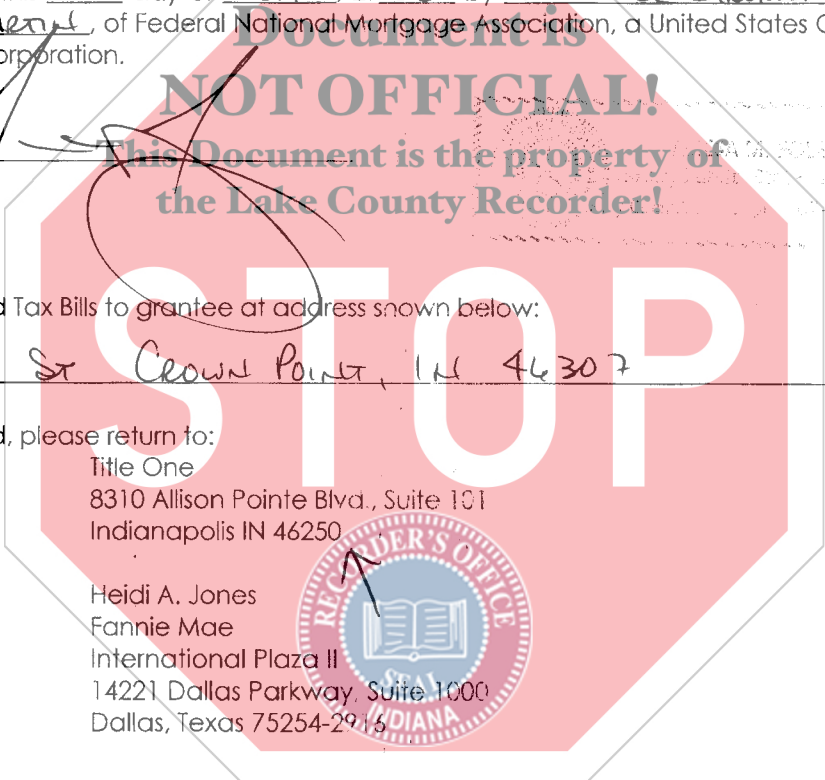 of Federal National Mortgage Association, a United States
orporation.
Document is
NOT OFFICIAL!
This Document is the property of
the Lake County Recorder!
STOP
d Tax Bills to grantee at address snown below:
St Crown Point, IN 46307
d, please return to:
Title One
8310 Allison Pointe Blvd., Suite 101
Indianapolis IN 46250
Heidi A. Jones
Fannie Mae
International Plaza II
14221 Dallas Parkway, Suite 1000
Dallas, Texas 75254-2916
RECORDER'S OFFICE
SEAL
INDIANA